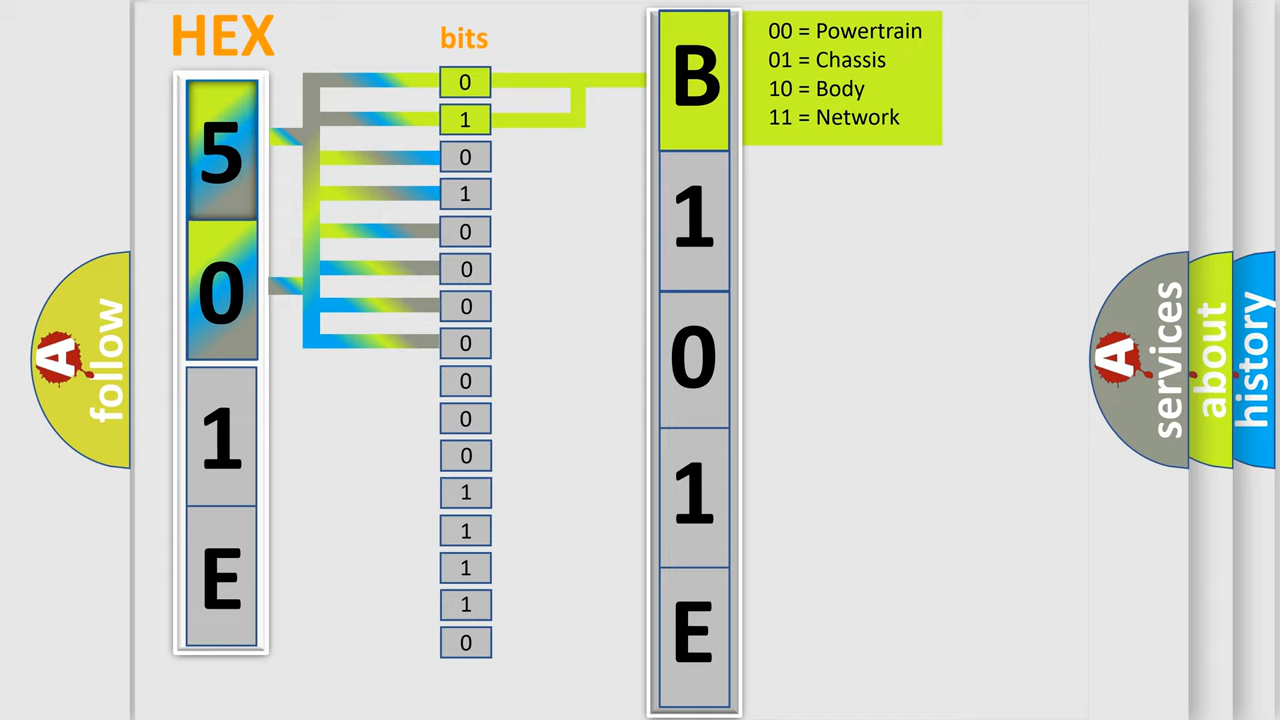 HEX
bits
5
0
1
E
0
1
0
1
0
0
0
0
0
0
0
1
1
1
1
0
B
1
0
1
E
00 = Powertrain
01 = Chassis
10 = Body
11 = Network
A
follow
A
services
about
history